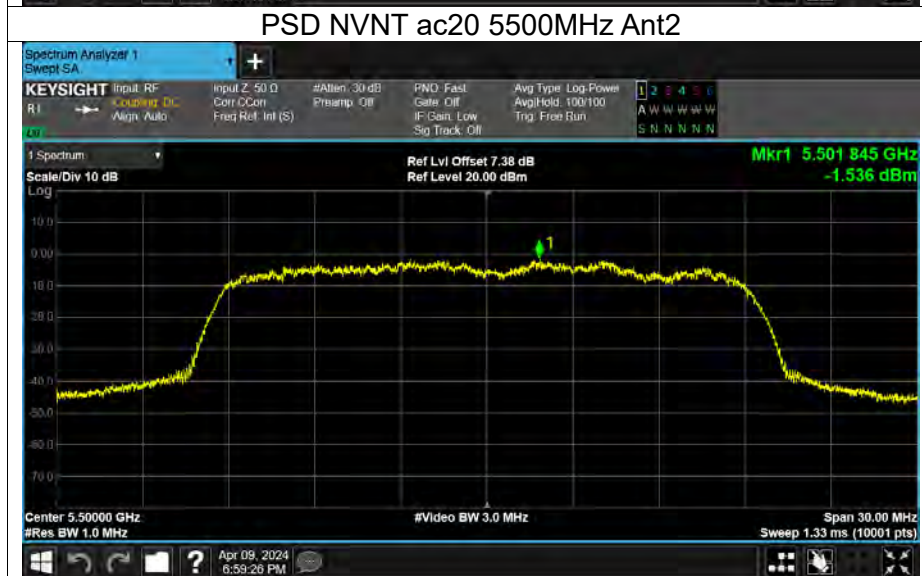 PSD NVNT ac20 5500MHz Ant2
Spectrum Analyzer 1
Swept SA
+
KEYSIGHT Input: RF
Coupling: DC
Align: Auto
Input Z: 50 Ω
Corr CCorr
Freq Ref: Int (S)
#Atten: 30 dB
Preamp: Off
PNO: Fast
Gate: Off
IF Gain: Low
Sig Track: Off
Avg Type: Log-Power
Avg|Hold: 100/100
Trig: Free Run
1 2 3 4 5 6
A W W W W W
S N N N N N
1 Spectrum
Scale/Div 10 dB
Log
Ref Lvl Offset 7.38 dB
Ref Level 20.00 dBm
Mkr1 5.501 845 GHz
-1.536 dBm
10.0
0.00
-10.0
-20.0
-30.0
-40.0
-50.0
-60.0
-70.0
1
Center 5.50000 GHz
#Res BW 1.0 MHz
#Video BW 3.0 MHz
Span 30.00 MHz
Sweep 1.33 ms (10001 pts)
?
Apr 09, 2024
6:59:26 PM